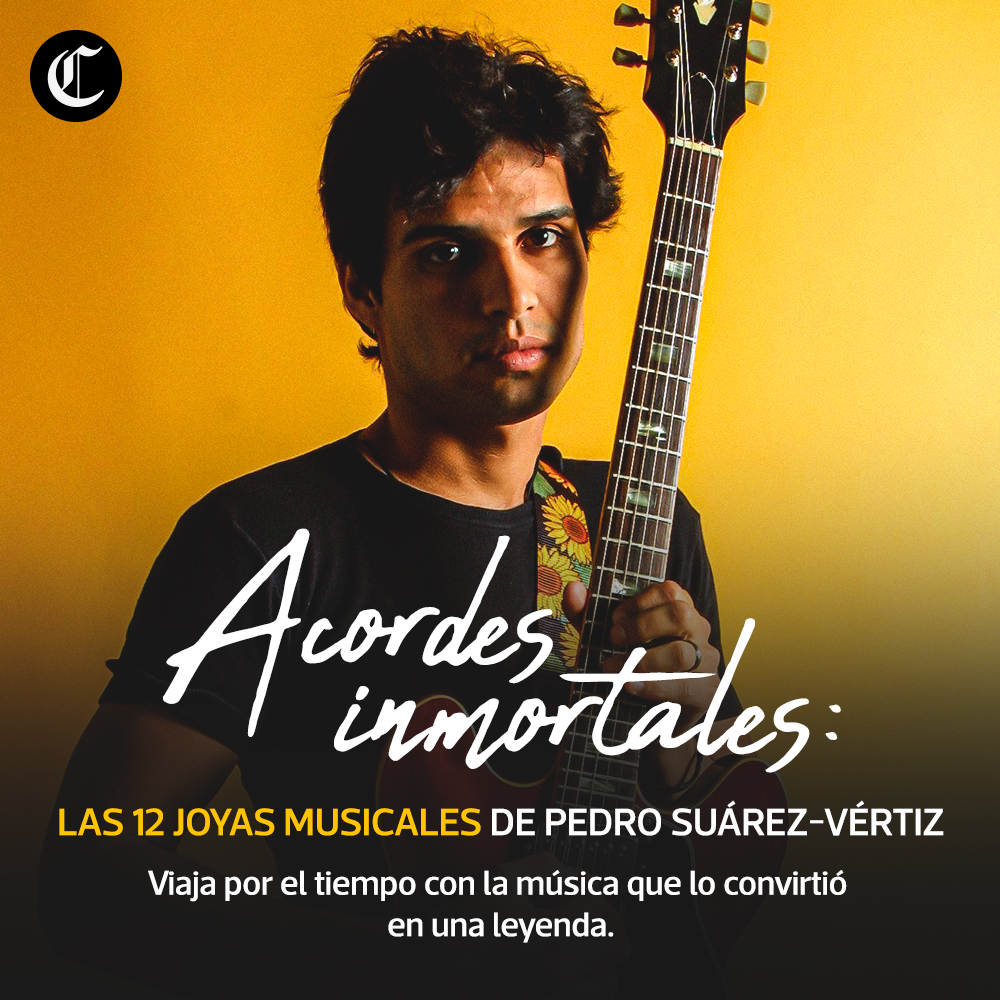 C
Acordes
inmortales:
LAS 12 JOYAS MUSICALES DE PEDRO SUÁREZ-VÉRTIZ
Viaja por el tiempo con la música que lo convirtió
en una leyenda.